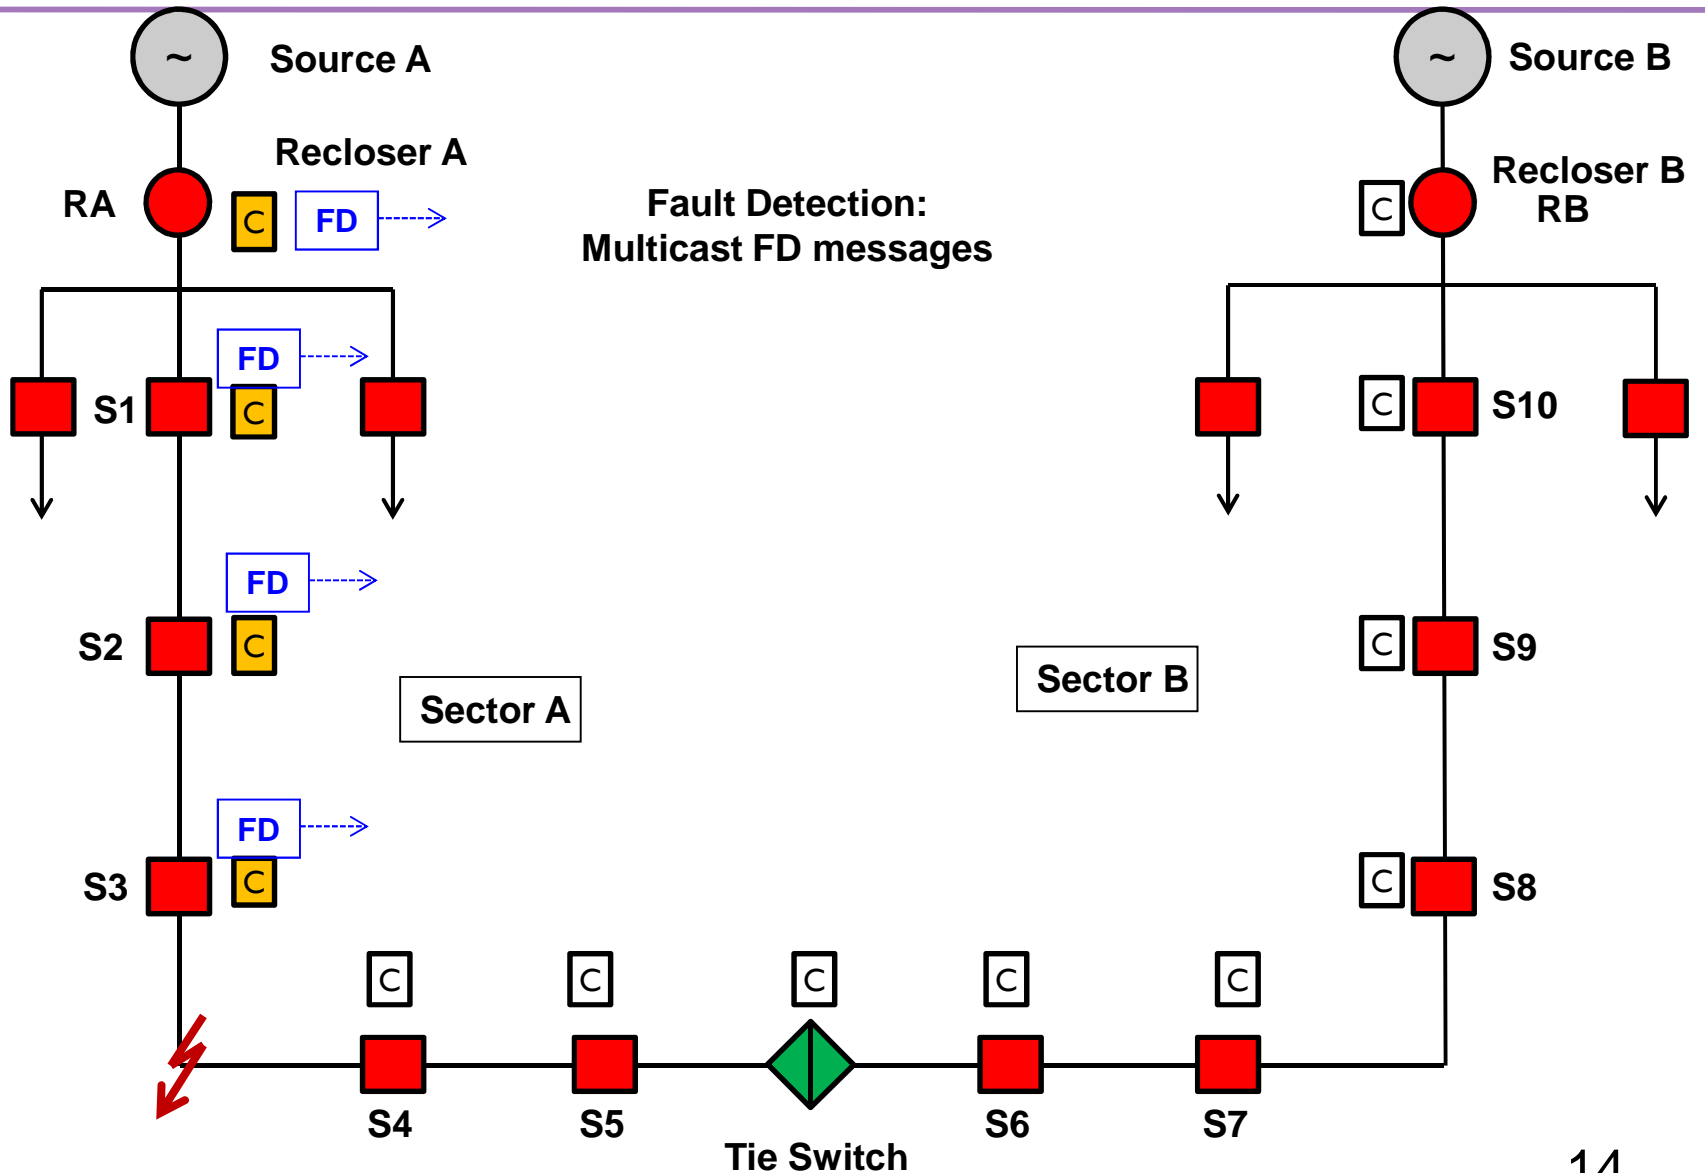 ~
Source A
~
Source B
Recloser A
RA
C
FD
Fault Detection:
Multicast FD messages
C
Recloser B
RB
FD
S1
C
C
S10
FD
S2
C
C
S9
Sector A
Sector B
FD
S3
C
C
S8
C
C
C
C
C
S4
S5
S6
S7
Tie Switch
14